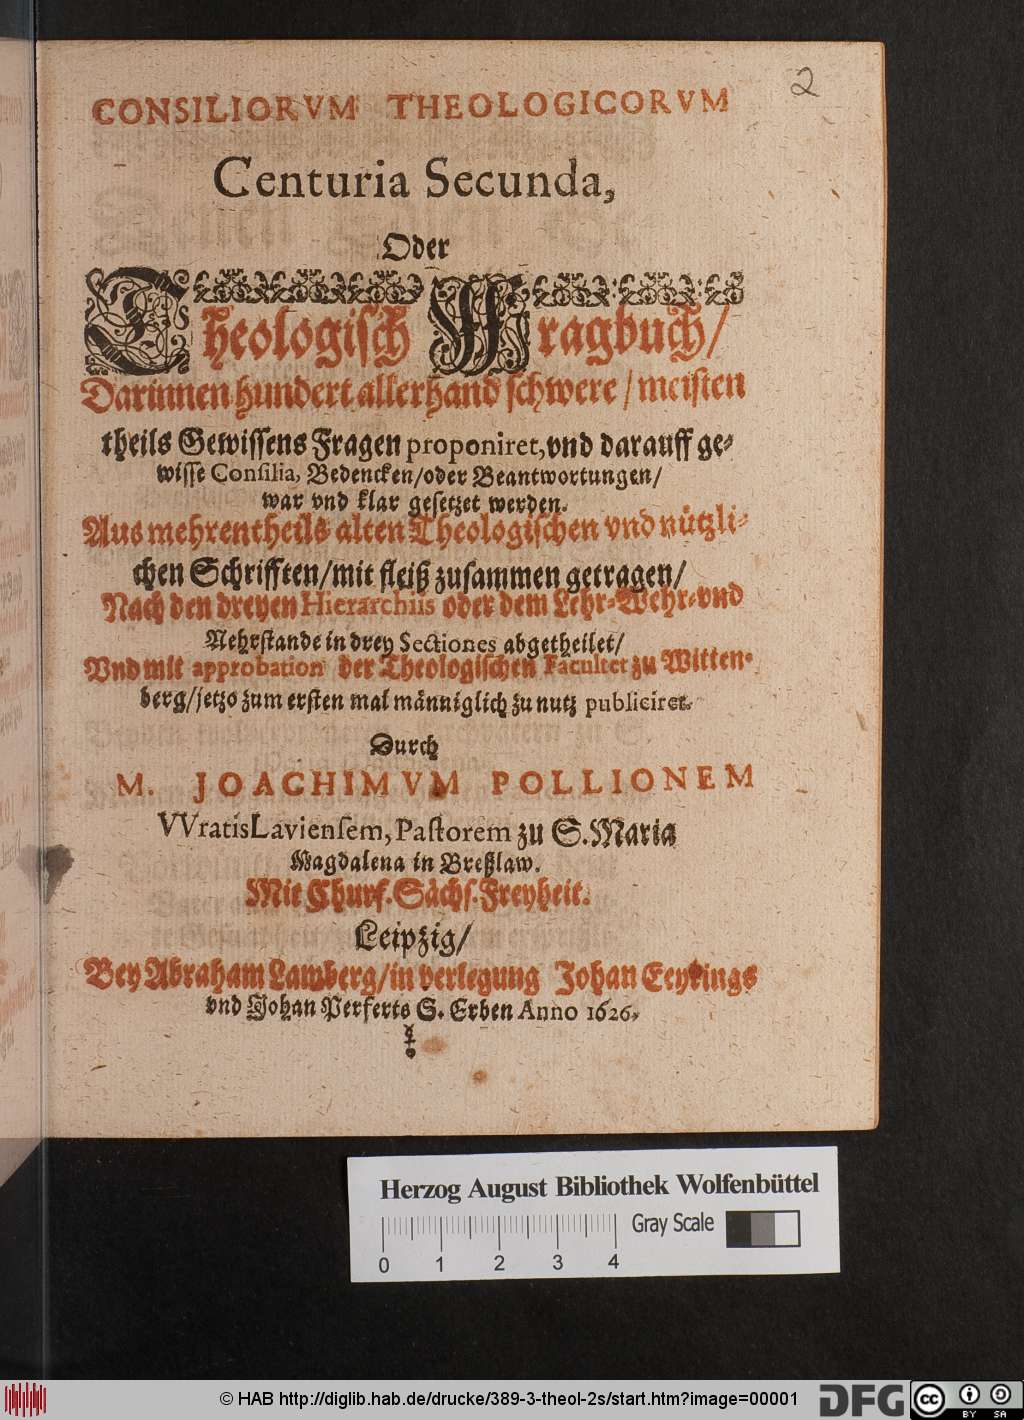 2
CONSILIORVM THEOLOGICORVM
Centuria Secunda,
Oder
Theologisch Fragbuch/
Darinnen hundert allerhand schwere/meisten
theils Gewissens Fragen proponiret, vnd darauff ge-
wisse Consilia, Bedencken/oder Beantwortungen/
war vnd klar gesetzet werden.
Aus mehrentheils alten Theologischen vnd nützli-
chen Schrifften/mit fleiß zusammen getragen/
Nach den dreyen Hierarchiis oder dem Lehr-Wehr-vnd
Nehrstande in drey Sectiones abgetheilet/
Vnd mit approbation der Theologischen Facultet zu Witten-
berg/jetzo zum ersten mal männiglich zu nutz publiciret.
Durch
M. JOACHIMVM POLLIONEM
VVratisLaviensem, Pastorem zu S. Maria
Magdalena in Breßlaw.
Mit Churf. Sächs. Freyheit.
Leipzig/
Bey Abraham Lamberg/in verlegung Johan Eeyrings
vnd Johan Perferts S. Erben Anno 1626.
Herzog August Bibliothek Wolfenbüttel
Gray Scale
0 1 2 3 4
© HAB http://diglib.hab.de/drucke/389-3-theol-2s/start.htm?image=00001
DFG
cc BY SA